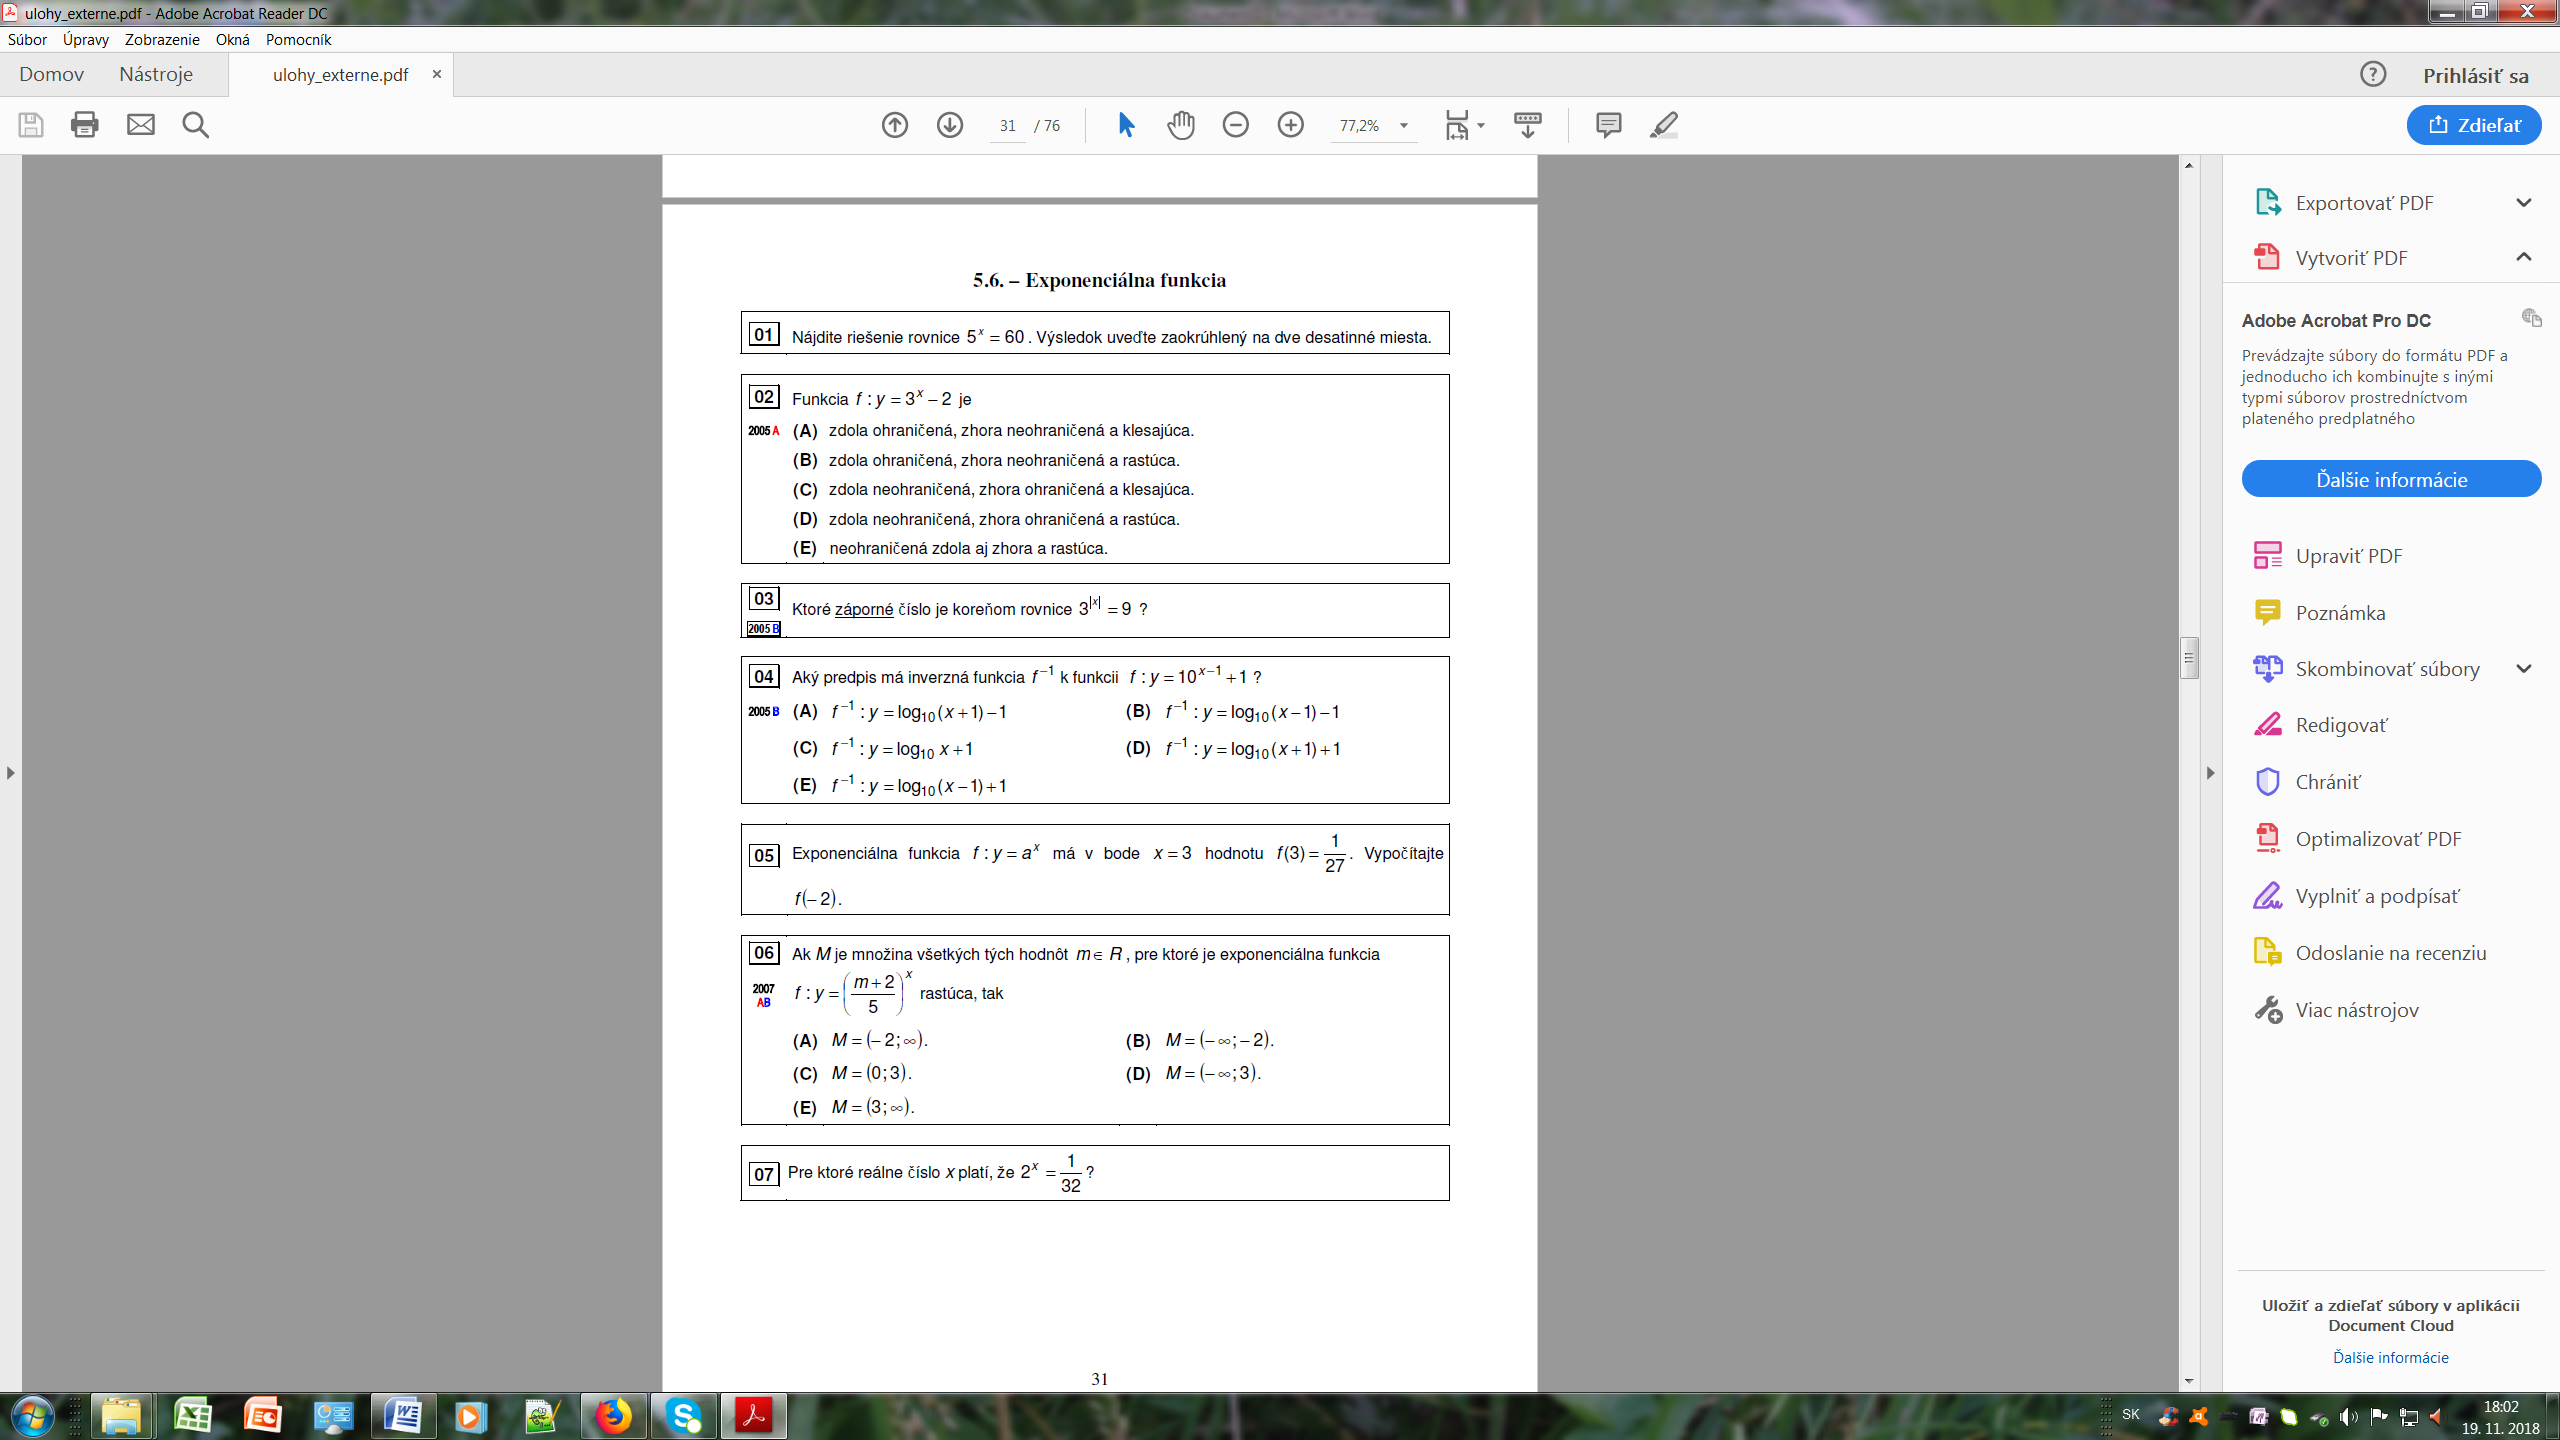 ulohy_externe.pdf - Adobe Acrobat Reader DC
Súbor Úpravy Zobrazenie Okná Pomocník
Domov Nástroje ulohy_externe.pdf × Prihlásiť sa
31 / 76 77,2% Zdieľať
5.6. – Exponenciálna funkcia
01 Nájdite riešenie rovnice 5^x = 60 . Výsledok uveďte zaokrúhlený na dve desatinné miesta.
02 Funkcia f : y = 3^x – 2 je
2005 A (A) zdola ohraničená, zhora neohraničená a klesajúca.
(B) zdola ohraničená, zhora neohraničená a rastúca.
(C) zdola neohraničená, zhora ohraničená a klesajúca.
(D) zdola neohraničená, zhora ohraničená a rastúca.
(E) neohraničená zdola aj zhora a rastúca.
03 Ktoré záporné číslo je koreňom rovnice 3^|x| = 9 ?
2005 B
04 Aký predpis má inverzná funkcia f^–1 k funkcii f : y = 10^x–1 + 1 ?
2005 B (A) f^–1 : y = log10 (x + 1) – 1 (B) f^–1 : y = log10 (x – 1) – 1
(C) f^–1 : y = log10 x + 1 (D) f^–1 : y = log10 (x + 1) + 1
(E) f^–1 : y = log10 (x – 1) + 1
05 Exponenciálna funkcia f : y = a^x má v bode x = 3 hodnotu f(3) = 1/27 . Vypočítajte
f(– 2) .
06 Ak M je množina všetkých tých hodnôt m ∈ R , pre ktoré je exponenciálna funkcia
2007 AB f : y = ((m + 2)/5)^x rastúca, tak
(A) M = (– 2; ∞). (B) M = (– ∞; – 2).
(C) M = (0; 3). (D) M = (– ∞; 3).
(E) M = (3; ∞).
07 Pre ktoré reálne číslo x platí, že 2^x = 1/32 ?
31
Exportovať PDF
Vytvoriť PDF
Adobe Acrobat Pro DC
Prevádzajte súbory do formátu PDF a
jednoducho ich kombinujte s inými
typmi súborov prostredníctvom
plateného predplatného
Ďalšie informácie
Upraviť PDF
Poznámka
Skombinovať súbory
Redigovať
Chrániť
Optimalizovať PDF
Vyplniť a podpísať
Odoslanie na recenziu
Viac nástrojov
Uložiť a zdieľať súbory v aplikácii
Document Cloud
Ďalšie informácie
SK 18:02
19. 11. 2018